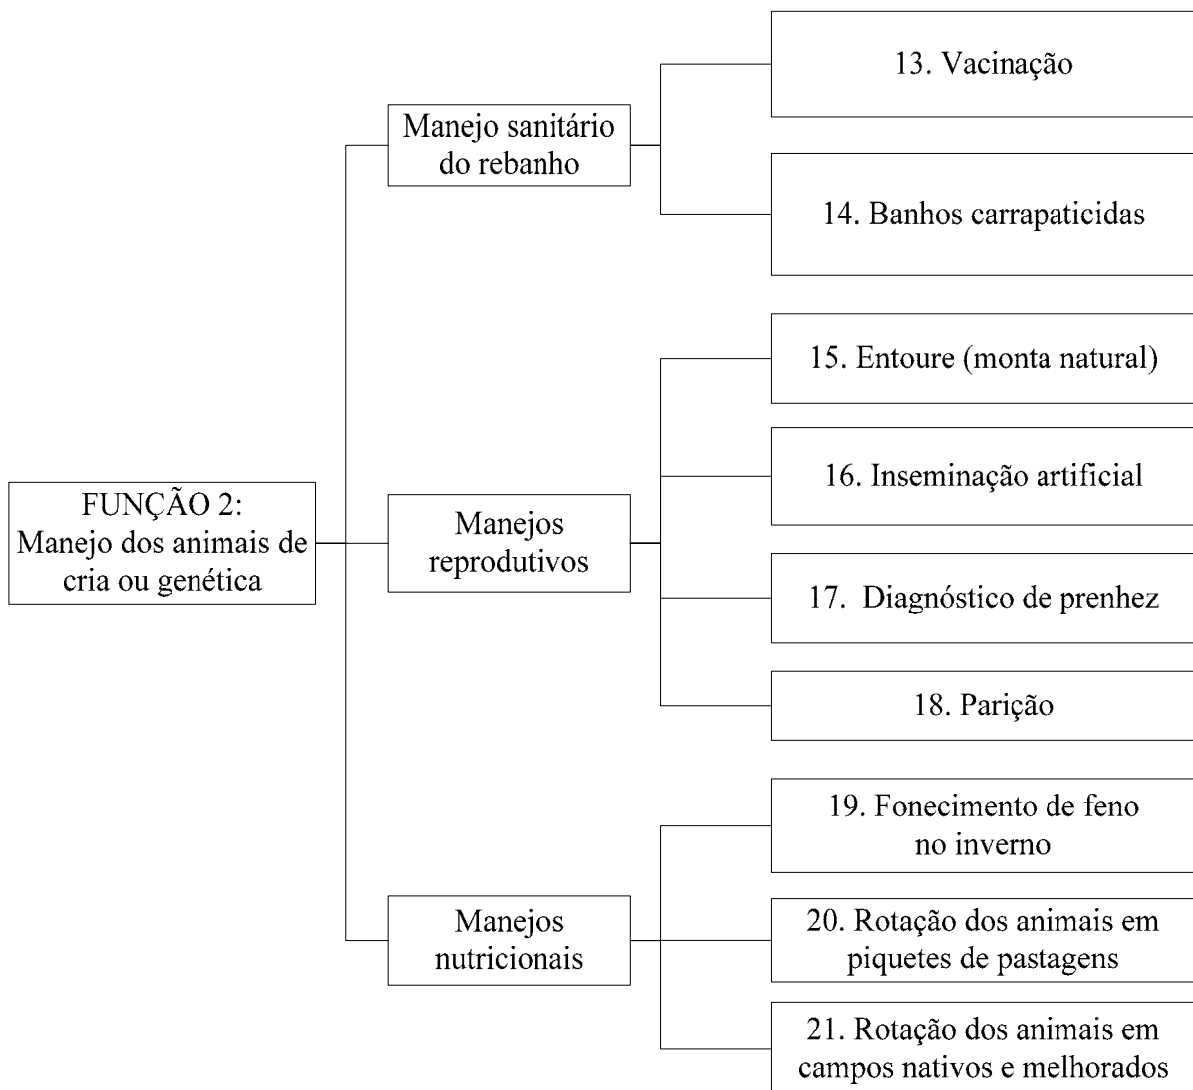 FUNÇÃO 2:
Manejo dos animais de
cria ou genética
Manejo sanitário
do rebanho
13. Vacinação
14. Banhos carrapaticidas
Manejos
reprodutivos
15. Entoure (monta natural)
16. Inseminação artificial
17. Diagnóstico de prenhez
18. Parição
Manejos
nutricionais
19. Fonecimento de feno
no inverno
20. Rotação dos animais em
piquetes de pastagens
21. Rotação dos animais em
campos nativos e melhorados